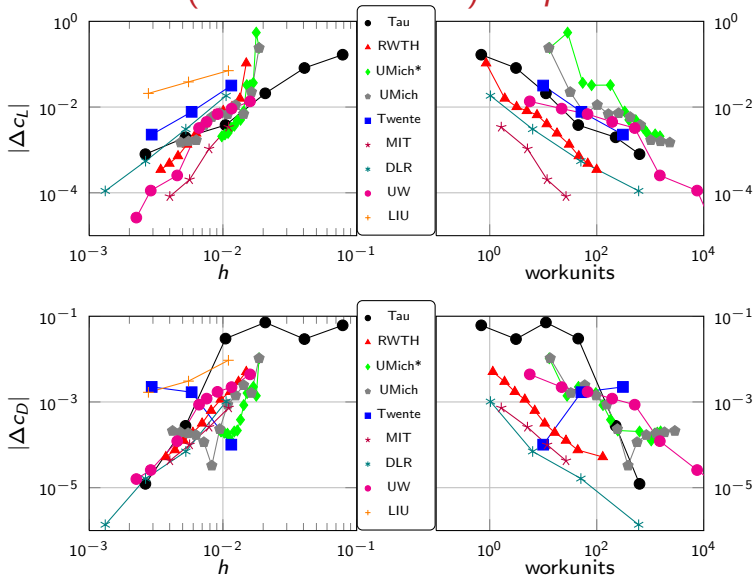 10^0
10^-2
10^-4
|Δc_L|
10^-3
10^-2
10^-1
h
Tau
RWTH
UMich*
UMich
Twente
MIT
DLR
UW
LIU
10^0
10^-2
10^-4
10^0
10^2
10^4
workunits
10^-1
10^-3
10^-5
|Δc_D|
10^-3
10^-2
10^-1
h
Tau
RWTH
UMich*
UMich
Twente
MIT
DLR
UW
LIU
10^-1
10^-3
10^-5
10^0
10^2
10^4
workunits